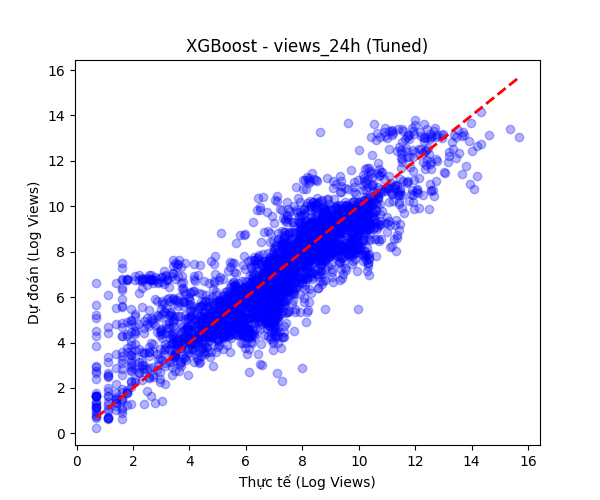 XGBoost - views_24h (Tuned)
16
14
12
10
8
6
4
2
0
Dự đoán (Log Views)
0 2 4 6 8 10 12 14 16
Thực tế (Log Views)